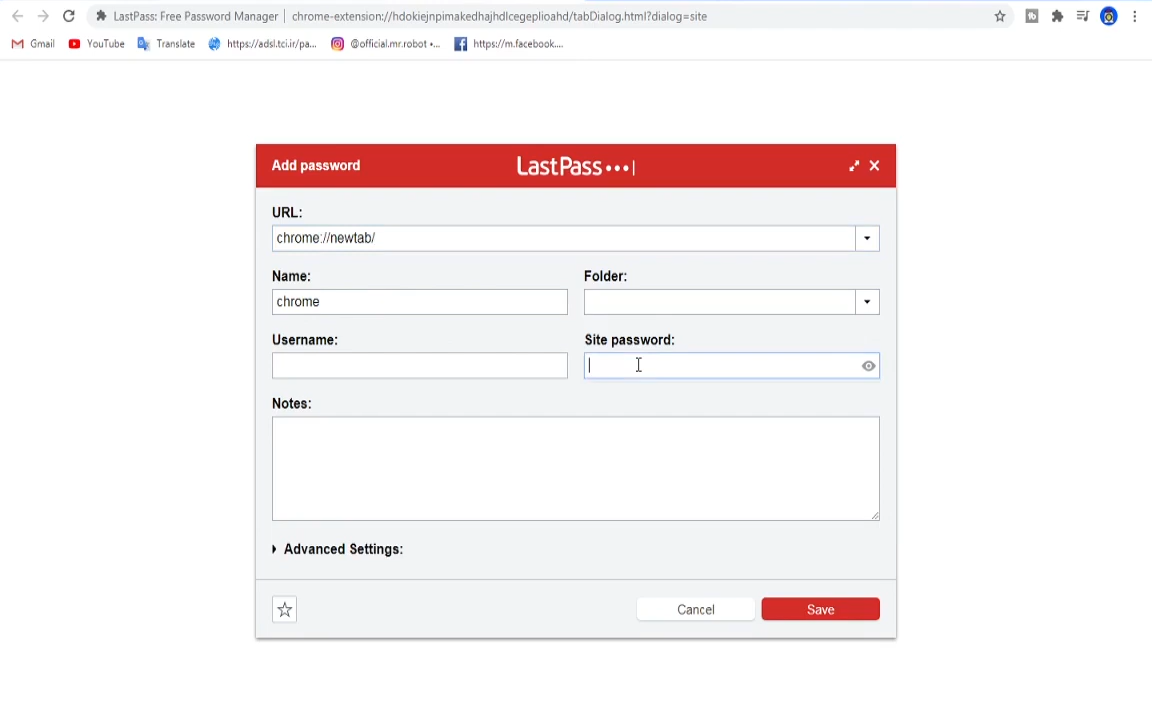 LastPass: Free Password Manager | chrome-extension://hdokiejnpimakedhajhdlcegeplioahd/tabDialog.html?dialog=site
Gmail YouTube Translate https://adsl.tci.ir/pa... @official.mr.robot •... https://m.facebook....
Add password LastPass •••|
URL:
chrome://newtab/
Name: Folder:
chrome
Username: Site password:
Notes:
Advanced Settings:
Cancel Save